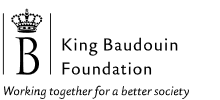 B
King Baudouin
Foundation
Working together for a better society